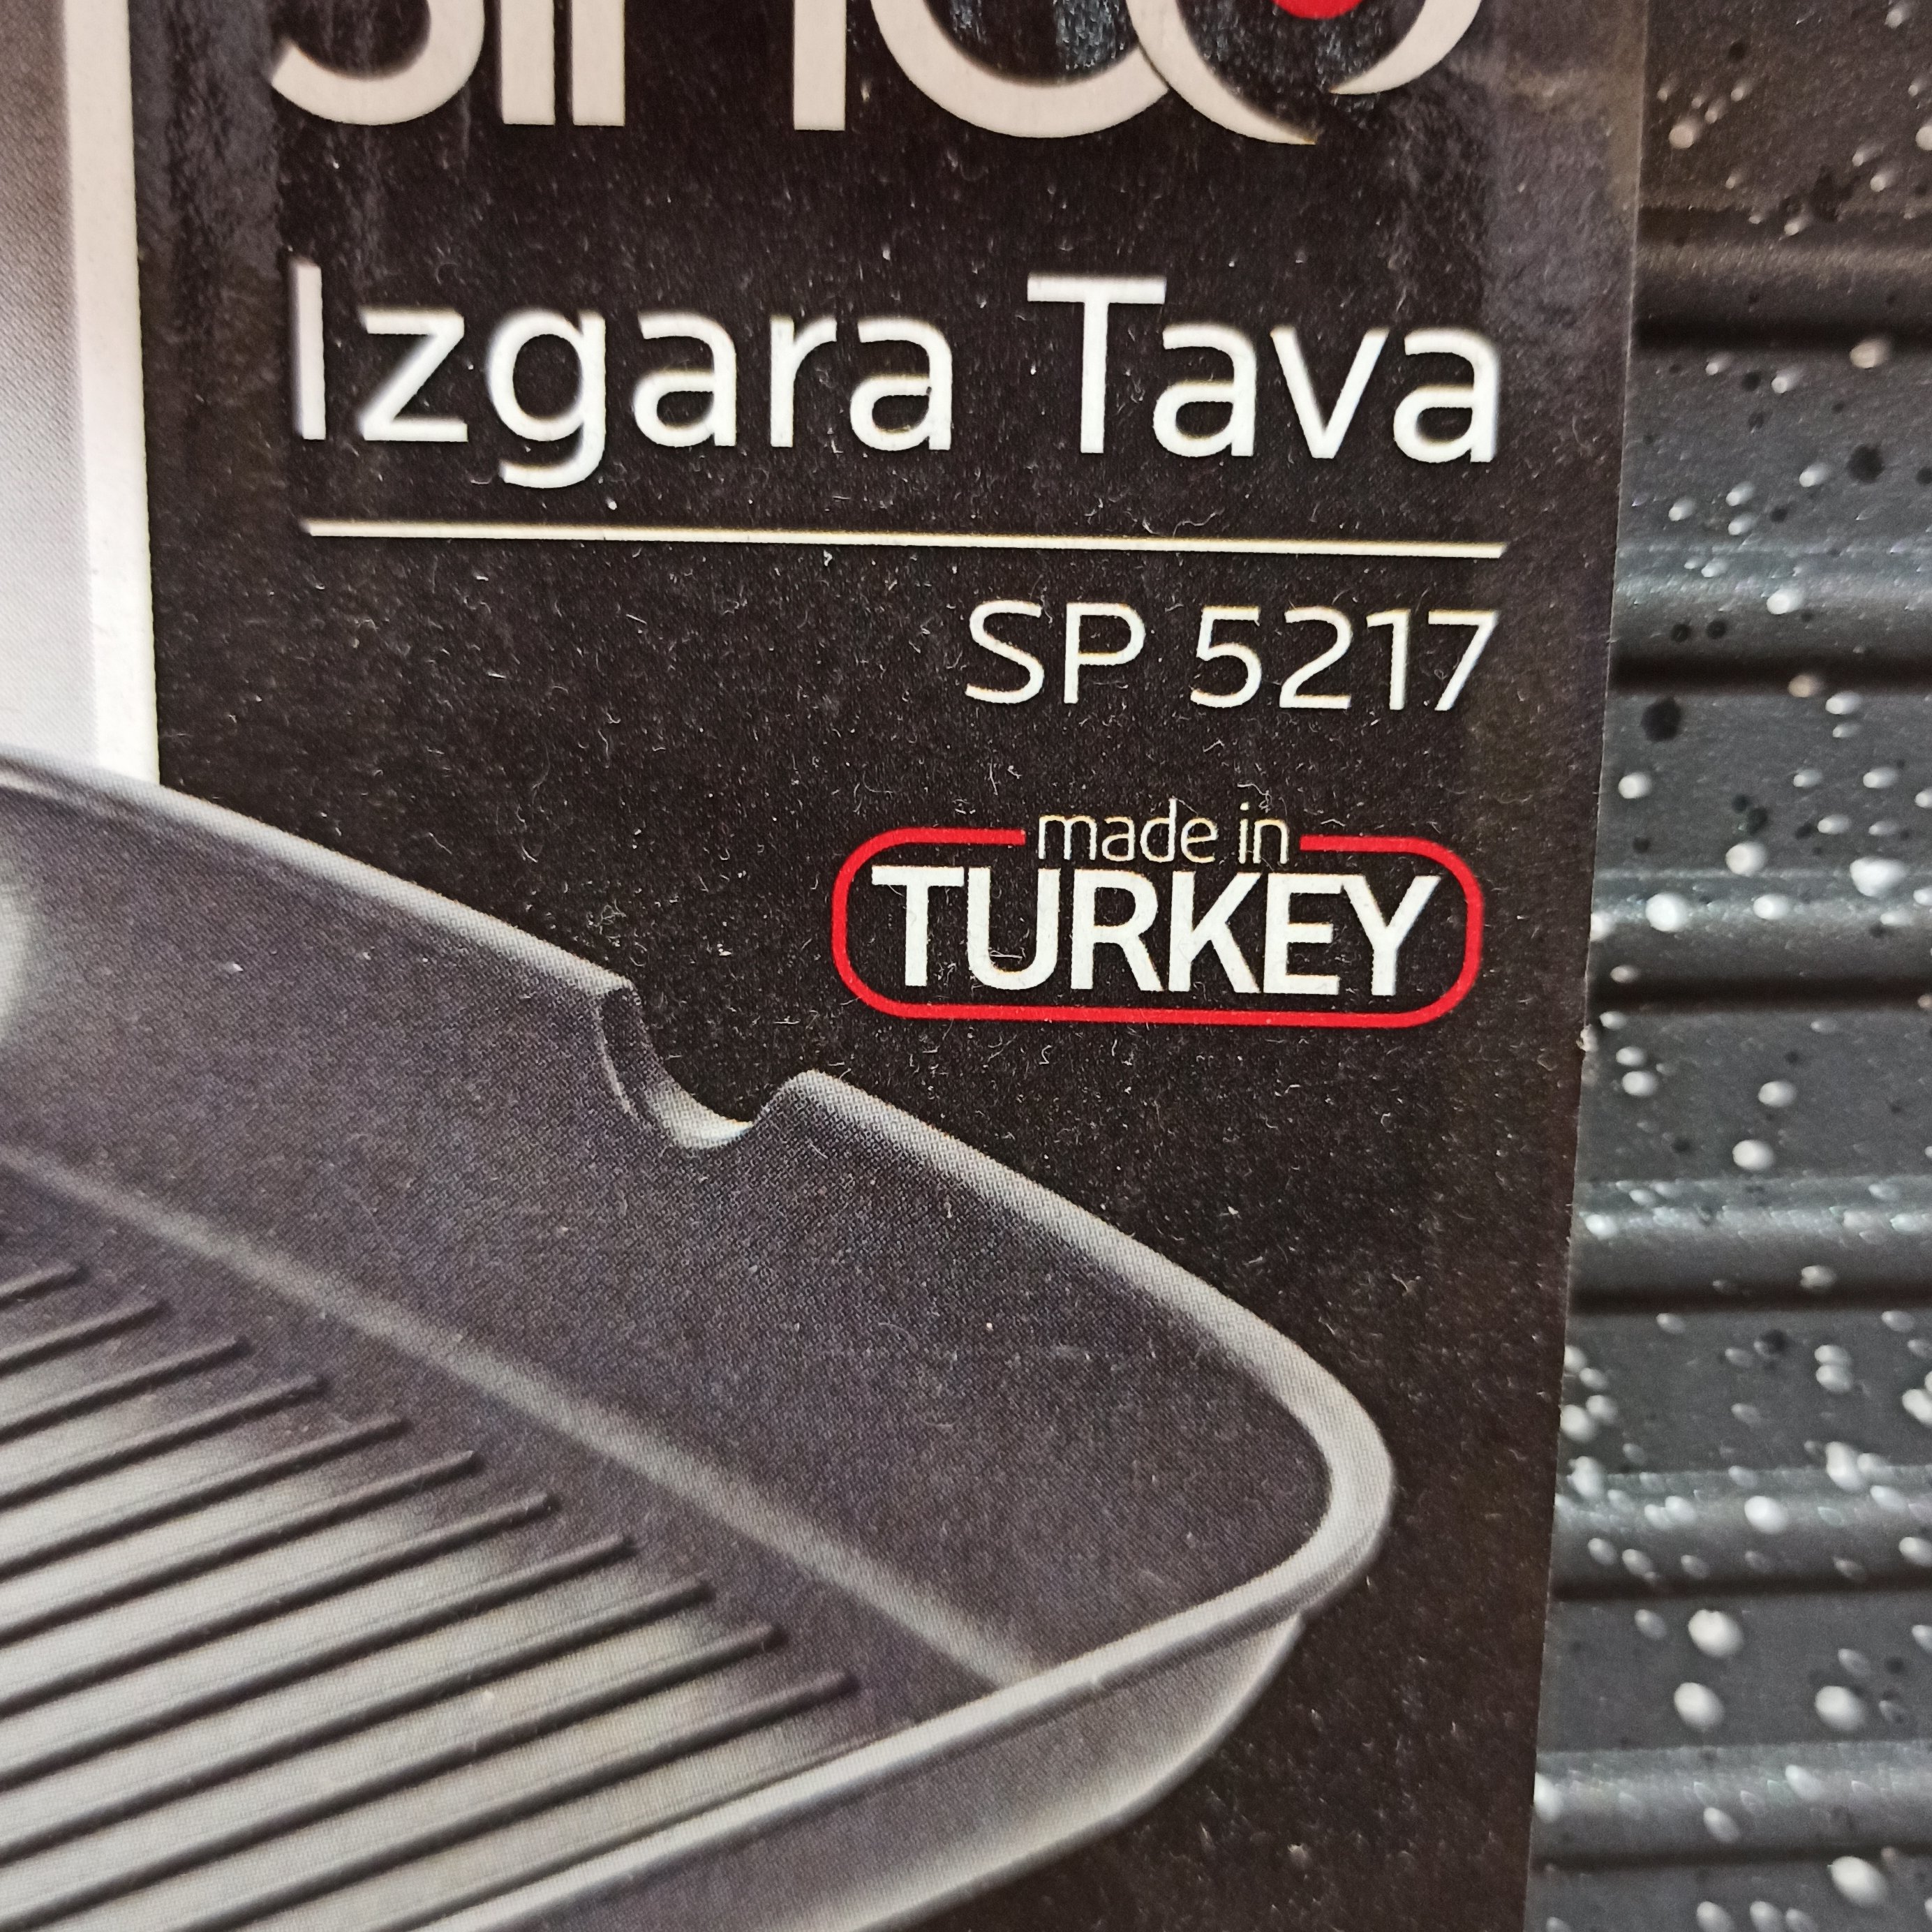 Izgara Tava
SP 5217
made in
TURKEY